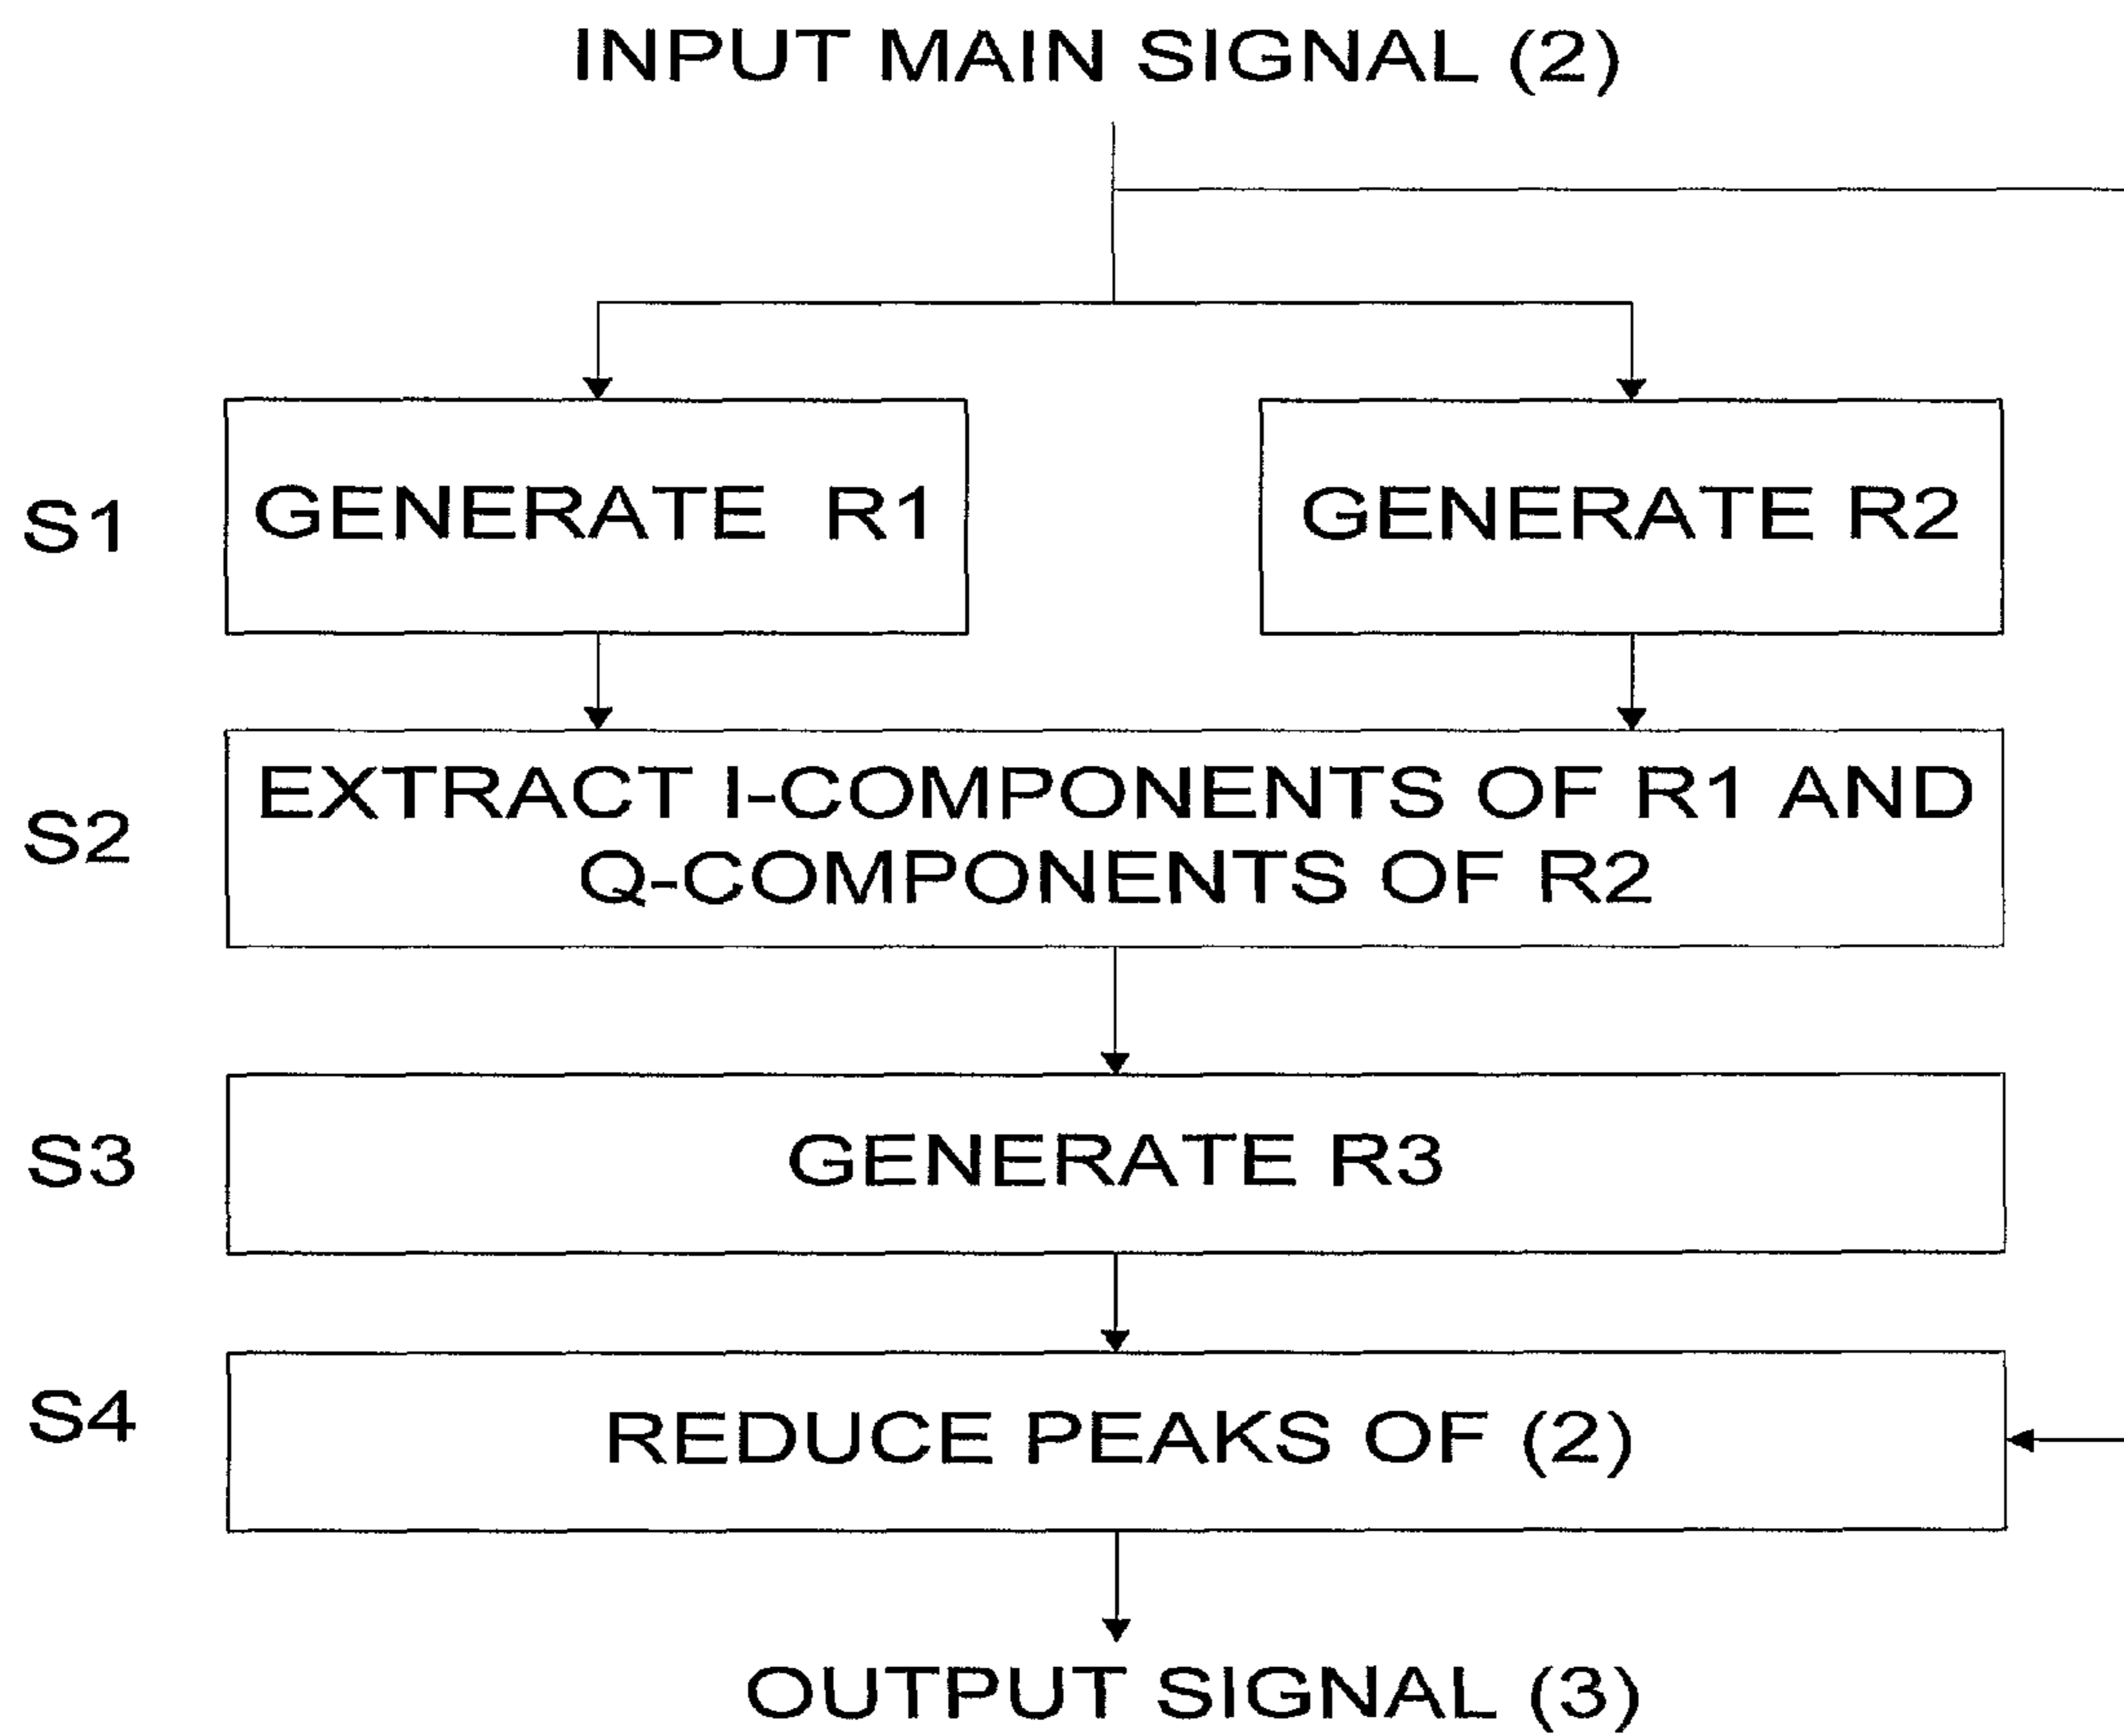 INPUT MAIN SIGNAL (2)
S1
GENERATE R1
GENERATE R2
S2
EXTRACT I-COMPONENTS OF R1 AND
Q-COMPONENTS OF R2
S3
GENERATE R3
S4
REDUCE PEAKS OF (2)
OUTPUT SIGNAL (3)